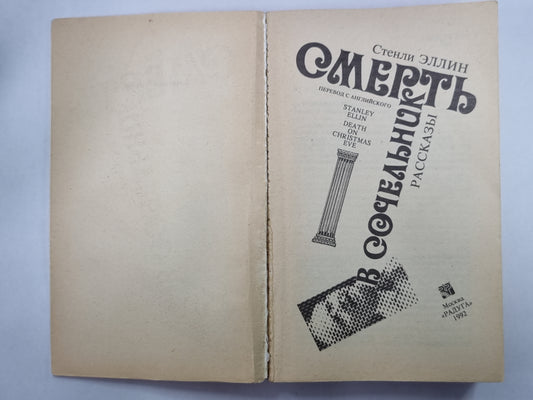 Стенли ЭЛЛИН
СМЕРТЬ
В СОЧЕЛЬНИК
ПЕРЕВОД С АНГЛИЙСКОГО
STANLEY
ELLIN
DEATH
ON
CHRISTMAS
EVE
РАССКАЗЫ
Москва
«РАДУГА»
1992